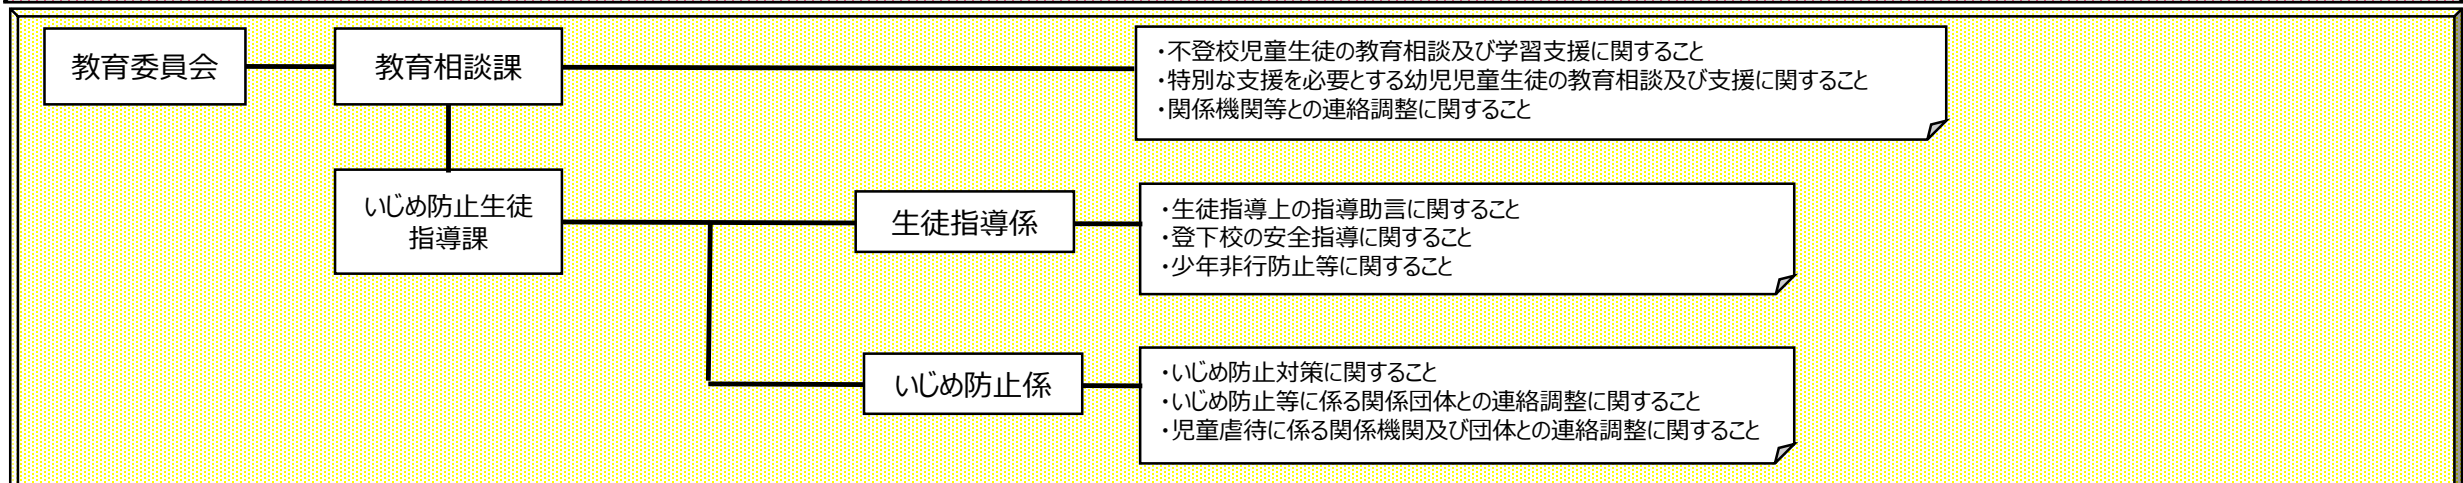 教育委員会
教育相談課
・不登校児童生徒の教育相談及び学習支援に関すること
・特別な支援を必要とする幼児児童生徒の教育相談及び支援に関すること
・関係機関等との連絡調整に関すること
いじめ防止生徒
指導課
生徒指導係
・生徒指導上の指導助言に関すること
・登下校の安全指導に関すること
・少年非行防止等に関すること
いじめ防止係
・いじめ防止対策に関すること
・いじめ防止等に係る関係団体との連絡調整に関すること
・児童虐待に係る関係機関及び団体との連絡調整に関すること